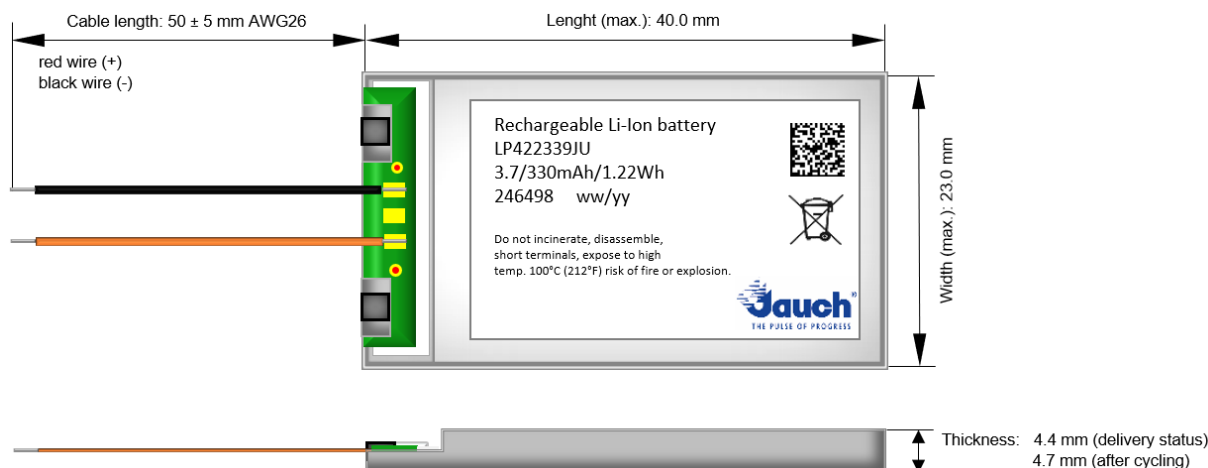 Cable length: 50 ± 5 mm AWG26
Lenght (max.): 40.0 mm
red wire (+)
black wire (-)
Rechargeable Li-Ion battery
LP422339JU
3.7/330mAh/1.22Wh
246498 ww/yy
Do not incinerate, disassemble,
short terminals, expose to high
temp. 100°C (212°F) risk of fire or explosion.
Jauch®
THE PULSE OF PROGRESS
Width (max.): 23.0 mm
Thickness: 4.4 mm (delivery status)
4.7 mm (after cycling)